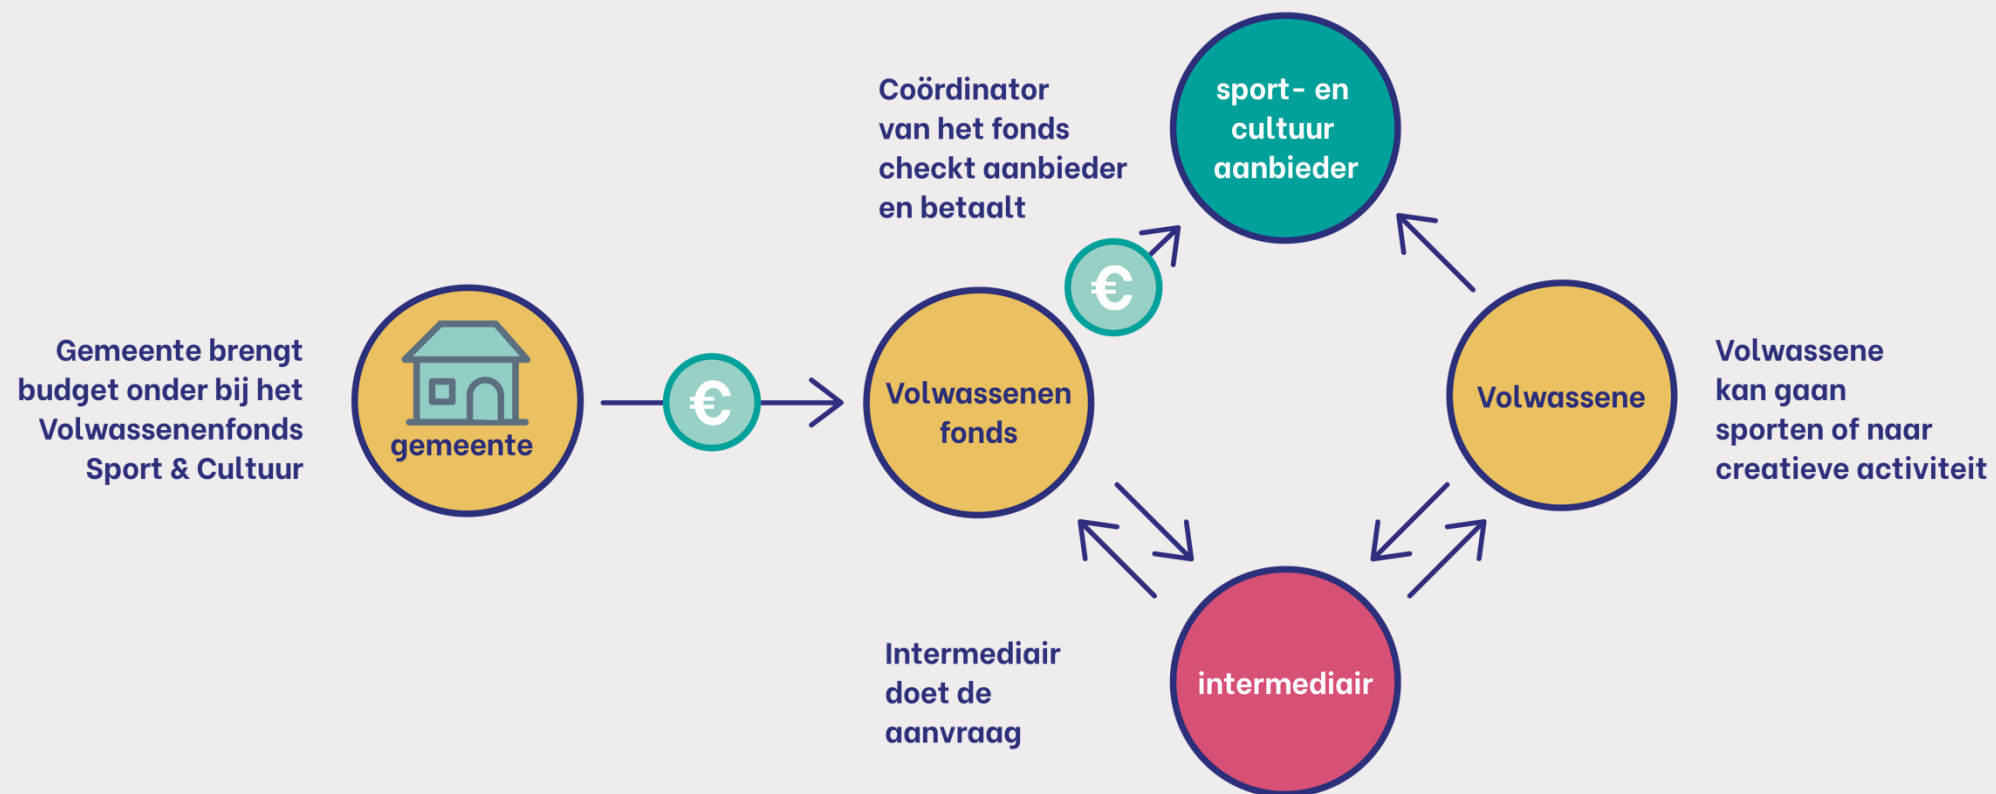 Gemeente brengt
budget onder bij het
Volwassenenfonds
Sport & Cultuur
gemeente
€
Volwassenen
fonds
Coördinator
van het fonds
checkt aanbieder
en betaalt
€
sport- en
cultuur
aanbieder
Volwassene
Volwassene
kan gaan
sporten of naar
creatieve activiteit
Intermediair
doet de
aanvraag
intermediair